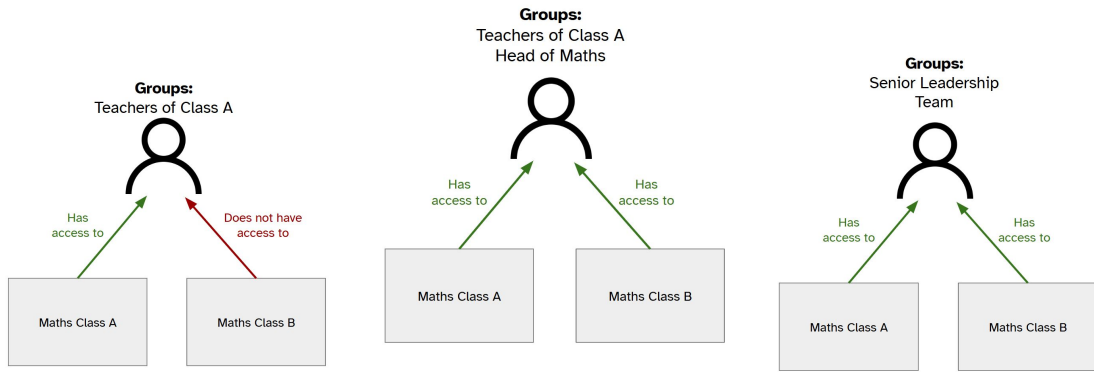 Groups:
Teachers of Class A
Has
access to
Does not have
access to
Maths Class A
Maths Class B
Groups:
Teachers of Class A
Head of Maths
Has
access to
Has
access to
Maths Class A
Maths Class B
Groups:
Senior Leadership
Team
Has
access to
Has
access to
Maths Class A
Maths Class B